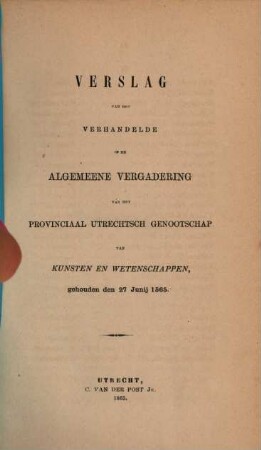 VERSLAG
VAN HET
VERHANDELDE
IN DE
ALGEMEENE VERGADERING
VAN HET
PROVINCIAAL UTRECHTSCH GENOOTSCHAP
VAN
KUNSTEN EN WETENSCHAPPEN,
gehouden den 27 Junij 1865.
UTRECHT,
C. VAN DER POST JR.
1865.